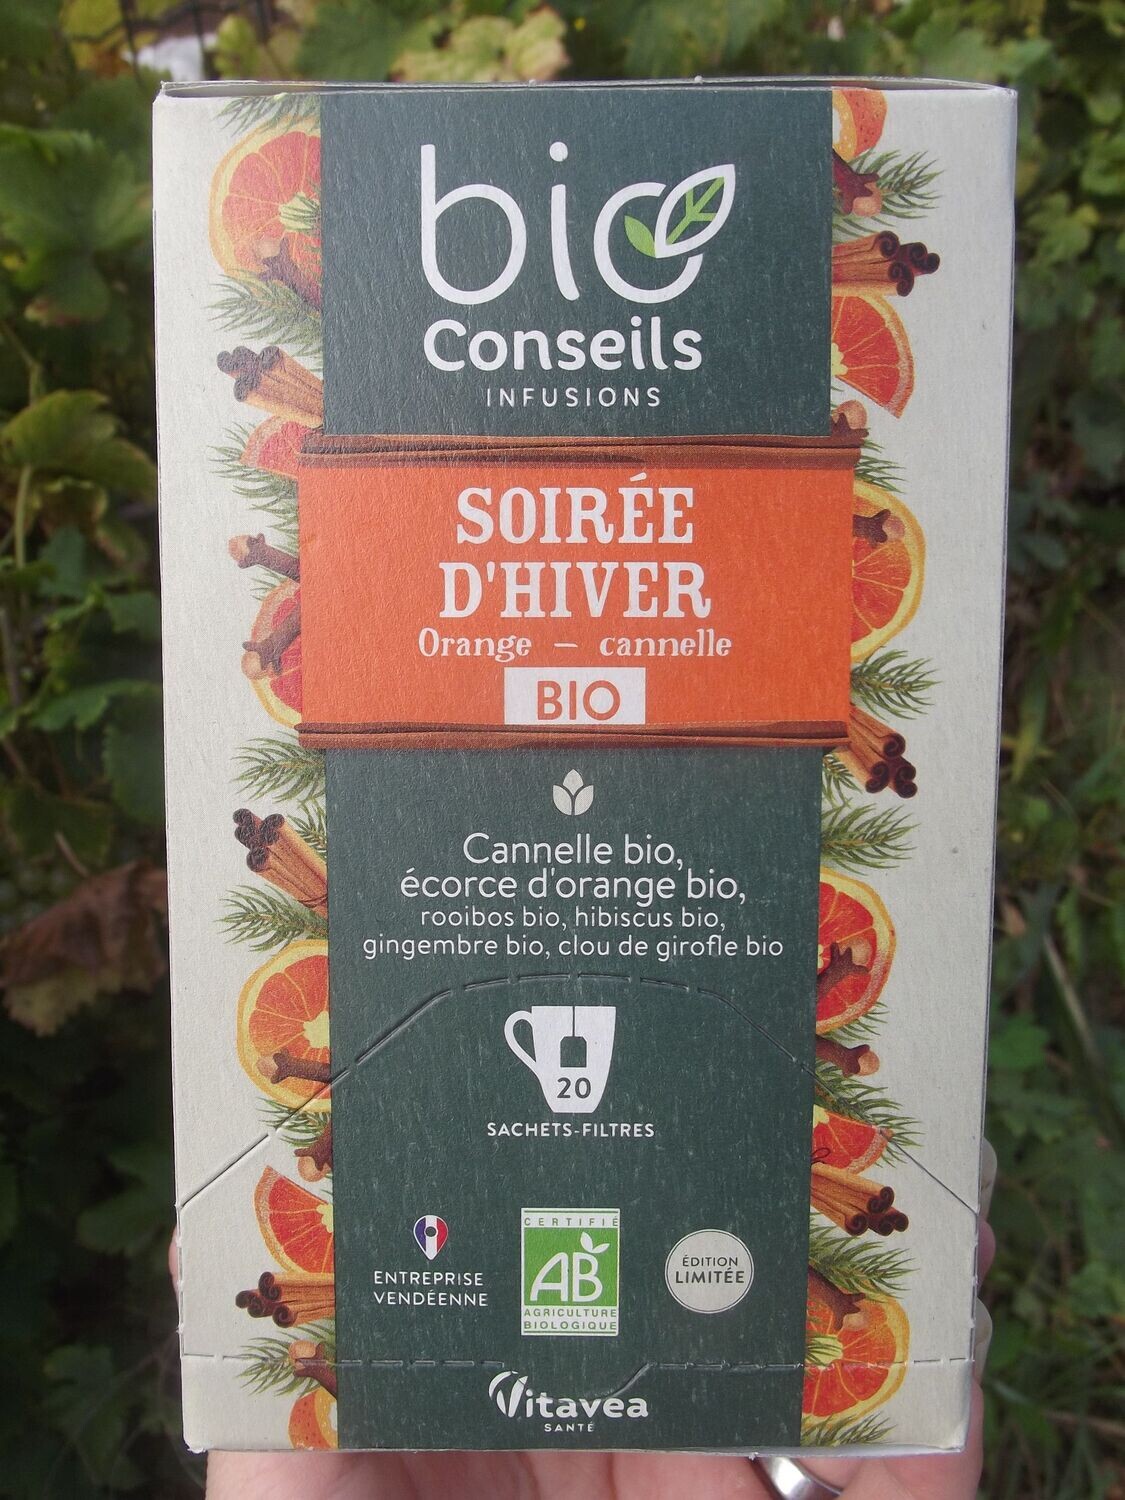 bio
Conseils
INFUSIONS
SOIRÉE
D'HIVER
Orange – cannelle
BIO
Cannelle bio,
écorce d'orange bio,
rooibos bio, hibiscus bio,
gingembre bio, clou de girofle bio
20
SACHETS-FILTRES
ENTREPRISE
VENDÉENNE
CERTIFIÉ
AB
AGRICULTURE
BIOLOGIQUE
ÉDITION
LIMITÉE
Vitavea
SANTÉ